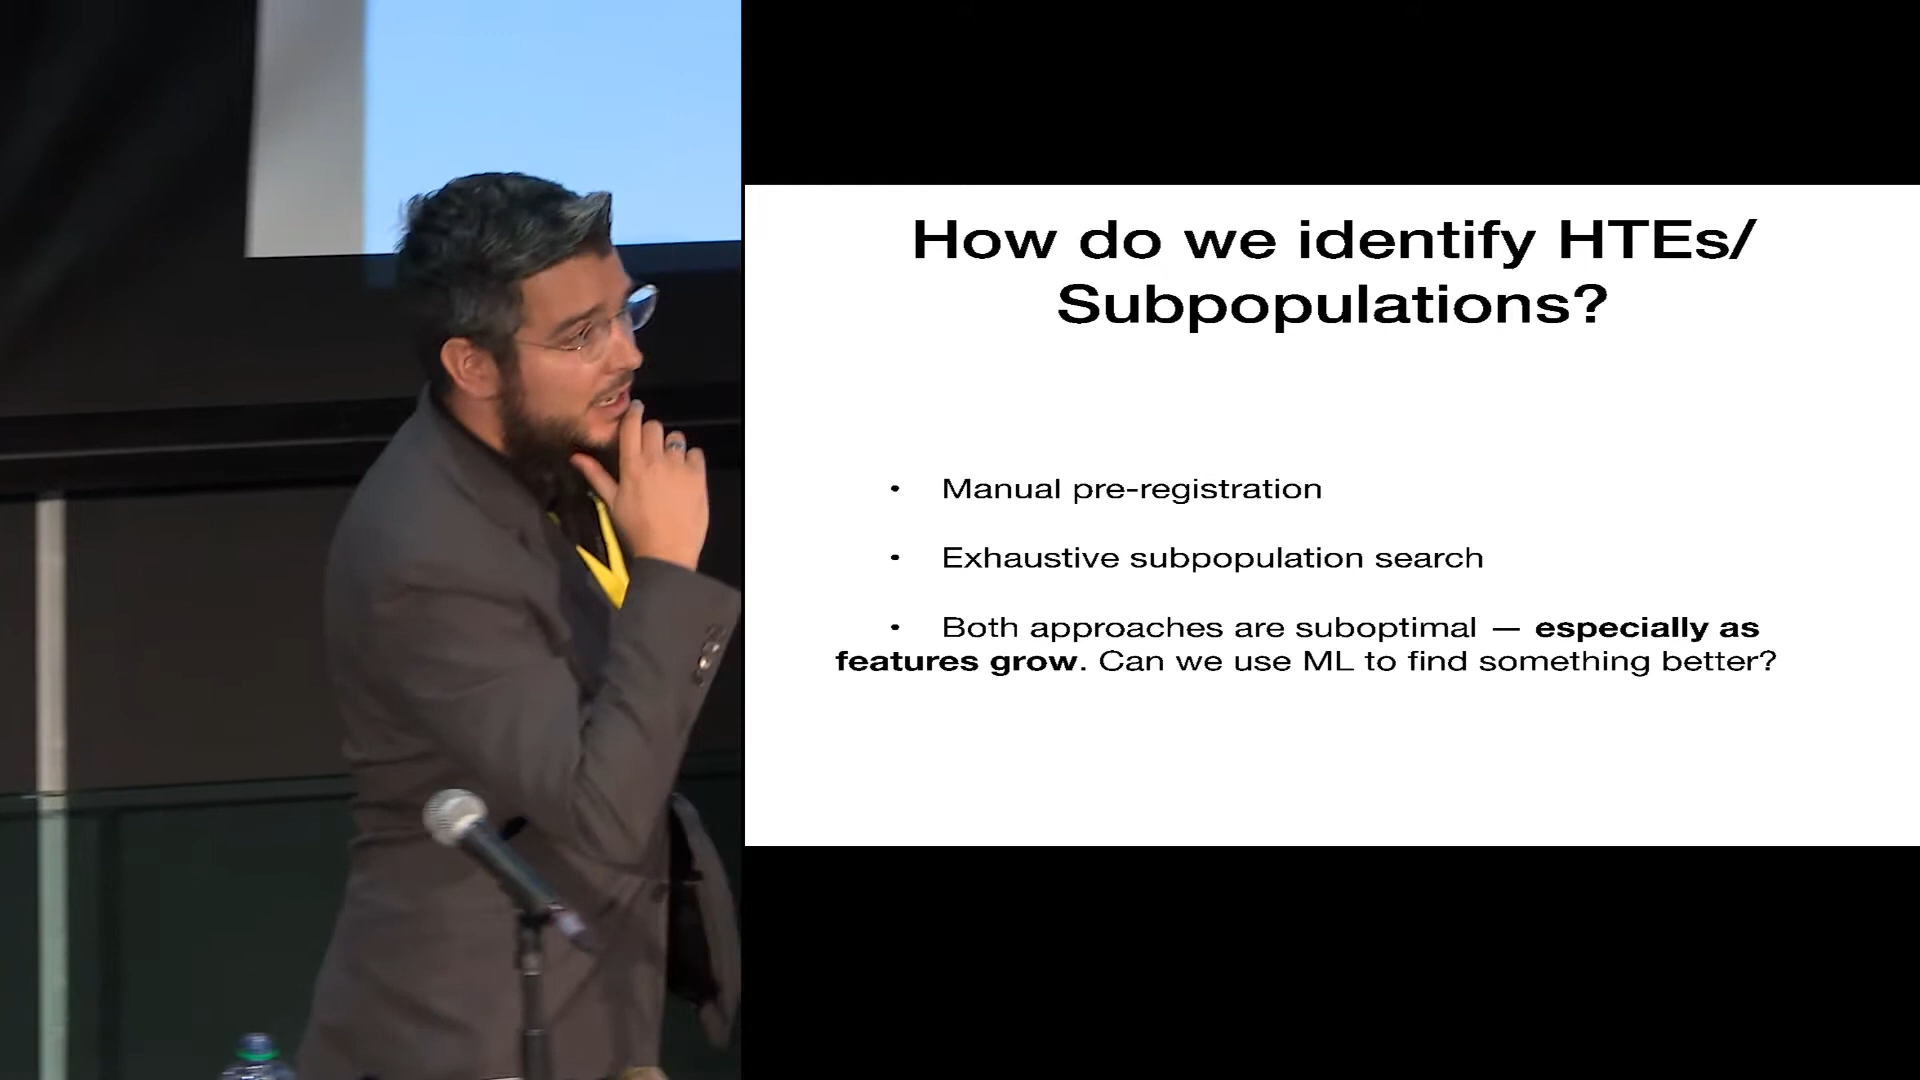 How do we identify HTEs/
Subpopulations?
• Manual pre-registration
• Exhaustive subpopulation search
• Both approaches are suboptimal — especially as
features grow. Can we use ML to find something better?